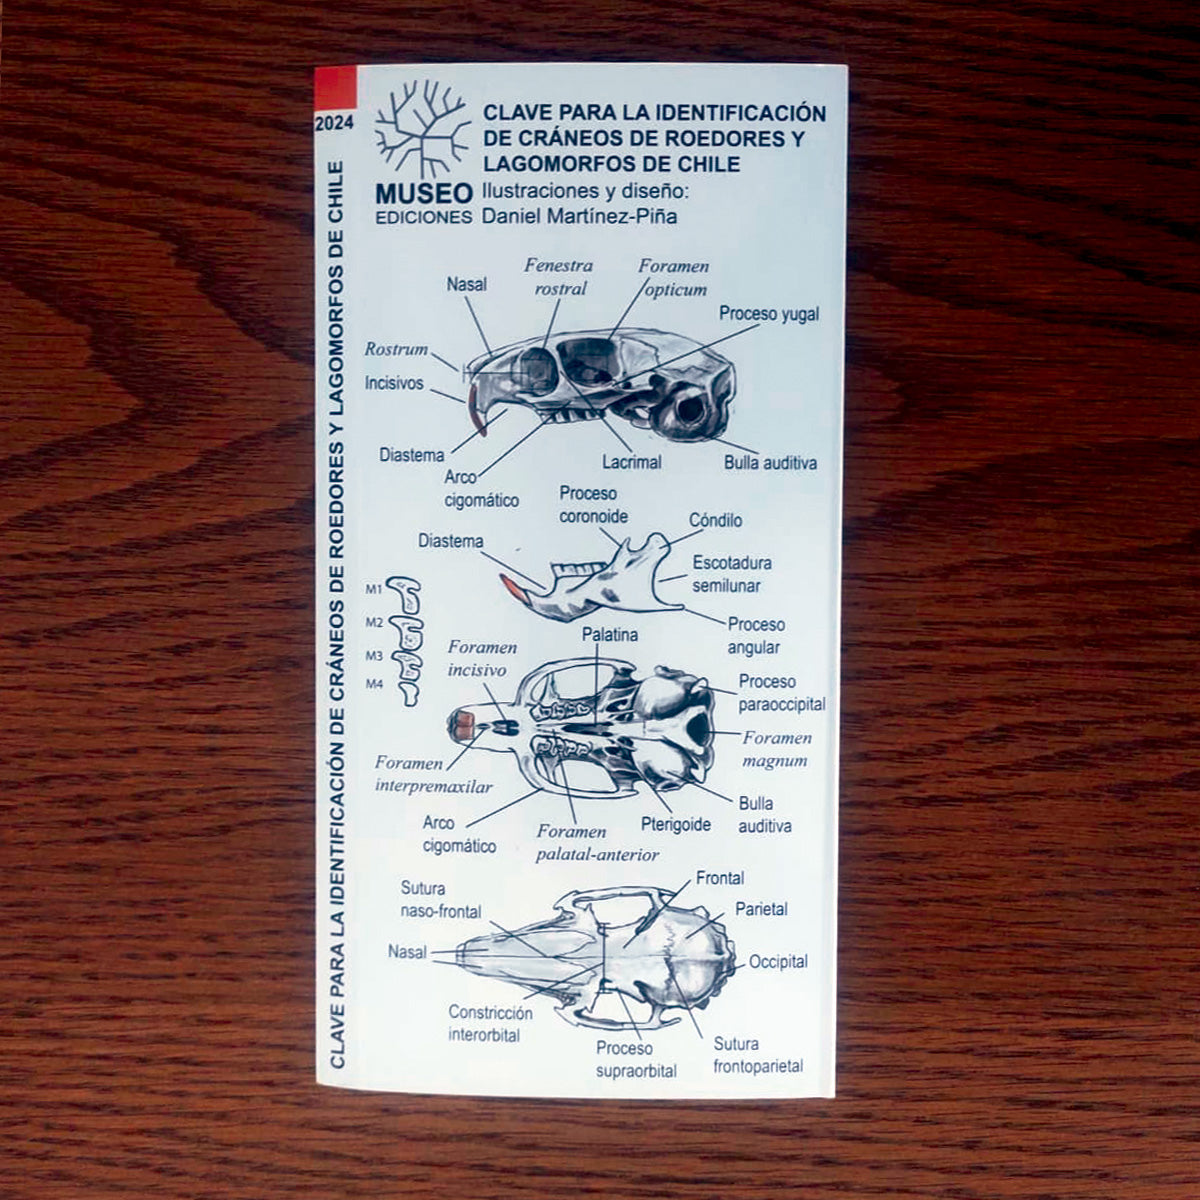 2024
CLAVE PARA LA IDENTIFICACIÓN DE CRÁNEOS DE ROEDORES Y LAGOMORFOS DE CHILE
MUSEO
EDICIONES
CLAVE PARA LA IDENTIFICACIÓN
DE CRÁNEOS DE ROEDORES Y
LAGOMORFOS DE CHILE
Ilustraciones y diseño:
Daniel Martínez-Piña
Nasal
Fenestra
rostral
Foramen
opticum
Proceso yugal
Rostrum
Incisivos
Diastema
Arco
cigomático
Lacrimal
Bulla auditiva
Proceso
coronoide
Cóndilo
Diastema
Escotadura
semilunar
Proceso
angular
M1
M2
M3
M4
Foramen
incisivo
Palatina
Proceso
paraoccipital
Foramen
magnum
Foramen
interpremaxilar
Arco
cigomático
Foramen
palatal-anterior
Pterigoide
Bulla
auditiva
Sutura
naso-frontal
Frontal
Parietal
Nasal
Occipital
Constricción
interorbital
Proceso
supraorbital
Sutura
frontoparietal